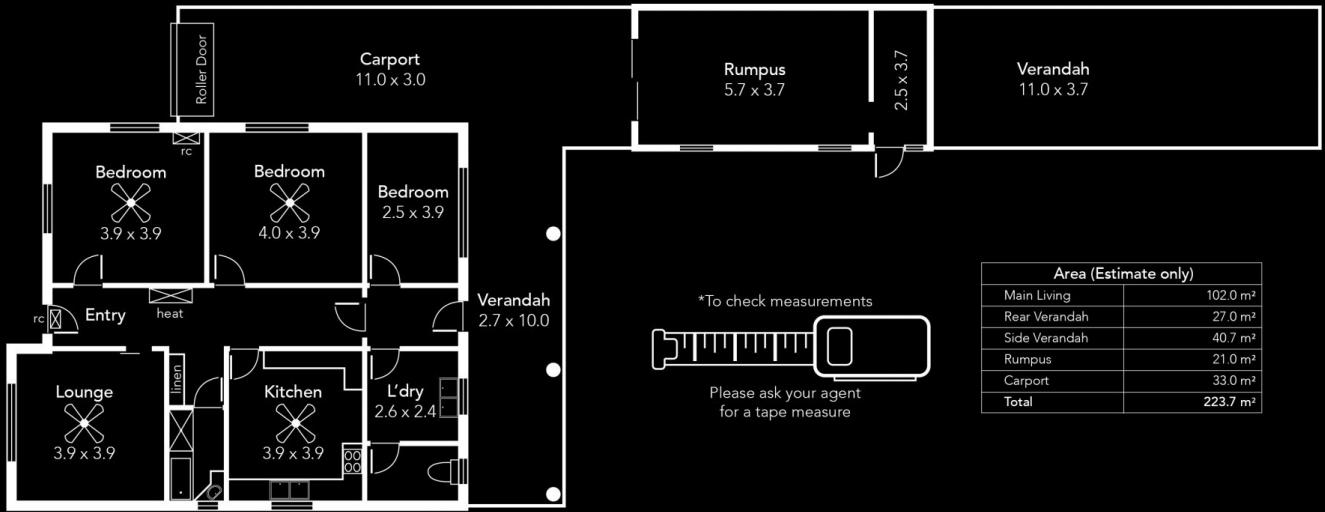 Roller Door
Carport
11.0 x 3.0
Rumpus
5.7 x 3.7
2.5 x 3.7
Verandah
11.0 x 3.7
rc
Bedroom
3.9 x 3.9
Bedroom
4.0 x 3.9
Bedroom
2.5 x 3.9
rc
Entry
heat
Verandah
2.7 x 10.0
Lounge
3.9 x 3.9
linen
Kitchen
3.9 x 3.9
L'dry
2.6 x 2.4
*To check measurements
Please ask your agent
for a tape measure
Area (Estimate only)
Main Living 102.0 m²
Rear Verandah 27.0 m²
Side Verandah 40.7 m²
Rumpus 21.0 m²
Carport 33.0 m²
Total 223.7 m²